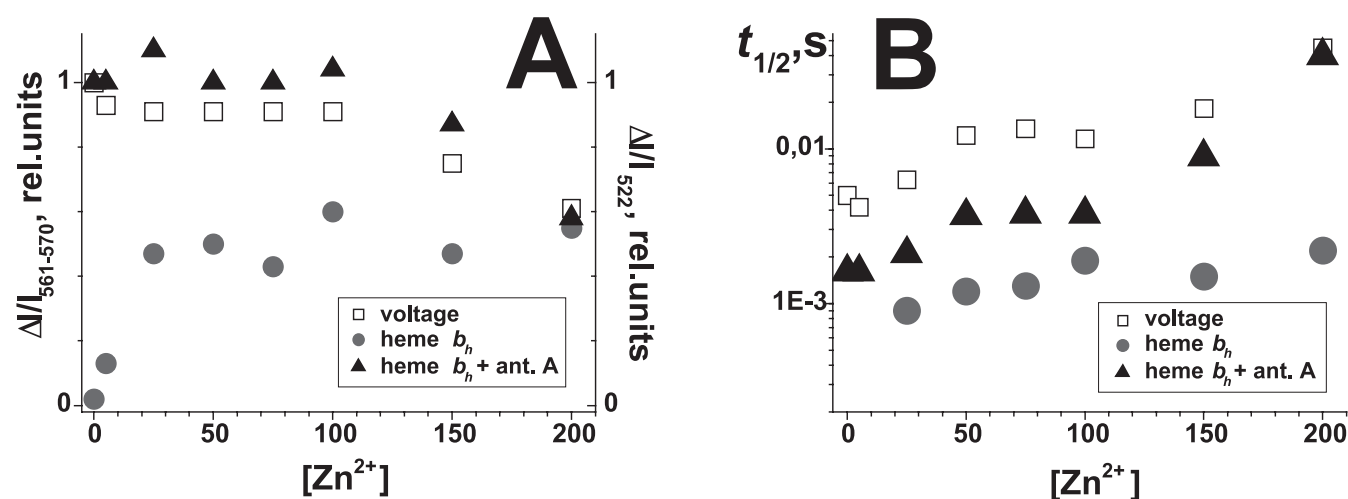 A
ΔI/I561-570, rel.units
1
0
ΔI/I522, rel.units
1
0
voltage
heme bh
heme bh + ant. A
0 50 100 150 200
[Zn2+]
B
t1/2,s
0,01
1E-3
voltage
heme bh
heme bh + ant. A
0 50 100 150 200
[Zn2+]